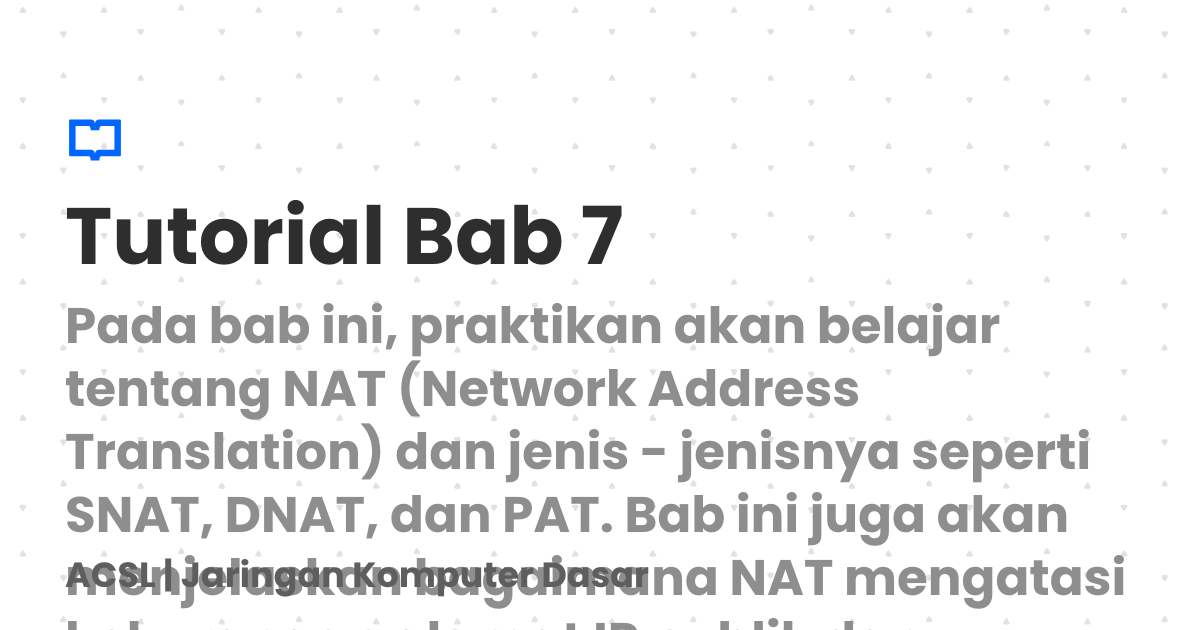 Tutorial Bab 7
Pada bab ini, praktikan akan belajar
tentang NAT (Network Address
Translation) dan jenis - jenisnya seperti
SNAT, DNAT, dan PAT. Bab ini juga akan
menjelaskan bagaimana NAT mengatasi
ACSL | Jaringan Komputer Dasar